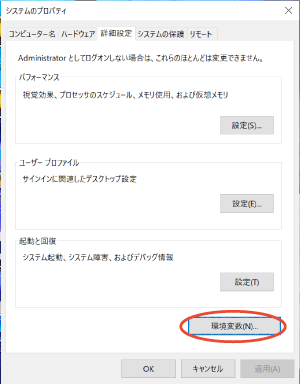 システムのプロパティ
コンピューター名 ハードウェア 詳細設定 システムの保護 リモート
Administrator としてログオンしない場合は、これらのほとんどは変更できません。
パフォーマンス
視覚効果、プロセッサのスケジュール、メモリ使用、および仮想メモリ
設定(S)...
ユーザー プロファイル
サインインに関連したデスクトップ設定
設定(E)...
起動と回復
システム起動、システム障害、およびデバッグ情報
設定(T)
環境変数(N)...
OK キャンセル 適用(A)